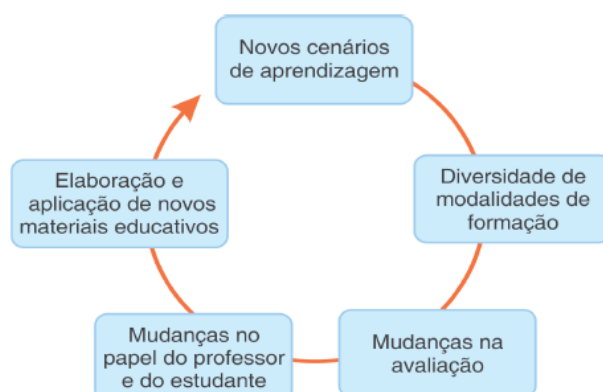 Novos cenários
de aprendizagem
Diversidade de
modalidades de
formação
Mudanças na
avaliação
Mudanças no
papel do professor
e do estudante
Elaboração e
aplicação de novos
materiais educativos